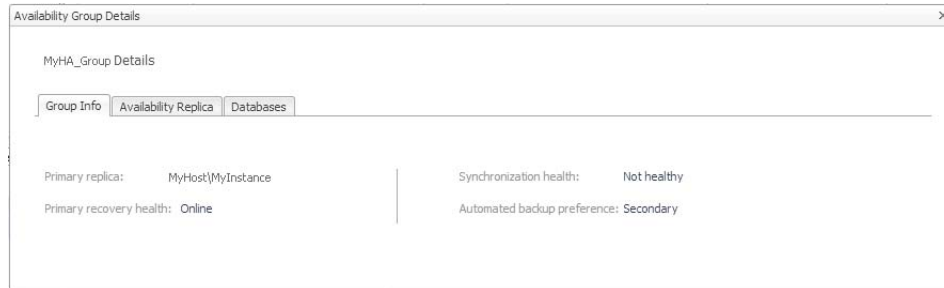 Availability Group Details
MyHA_Group Details
Group Info Availability Replica Databases
Primary replica: MyHost\MyInstance Synchronization health: Not healthy
Primary recovery health: Online Automated backup preference: Secondary